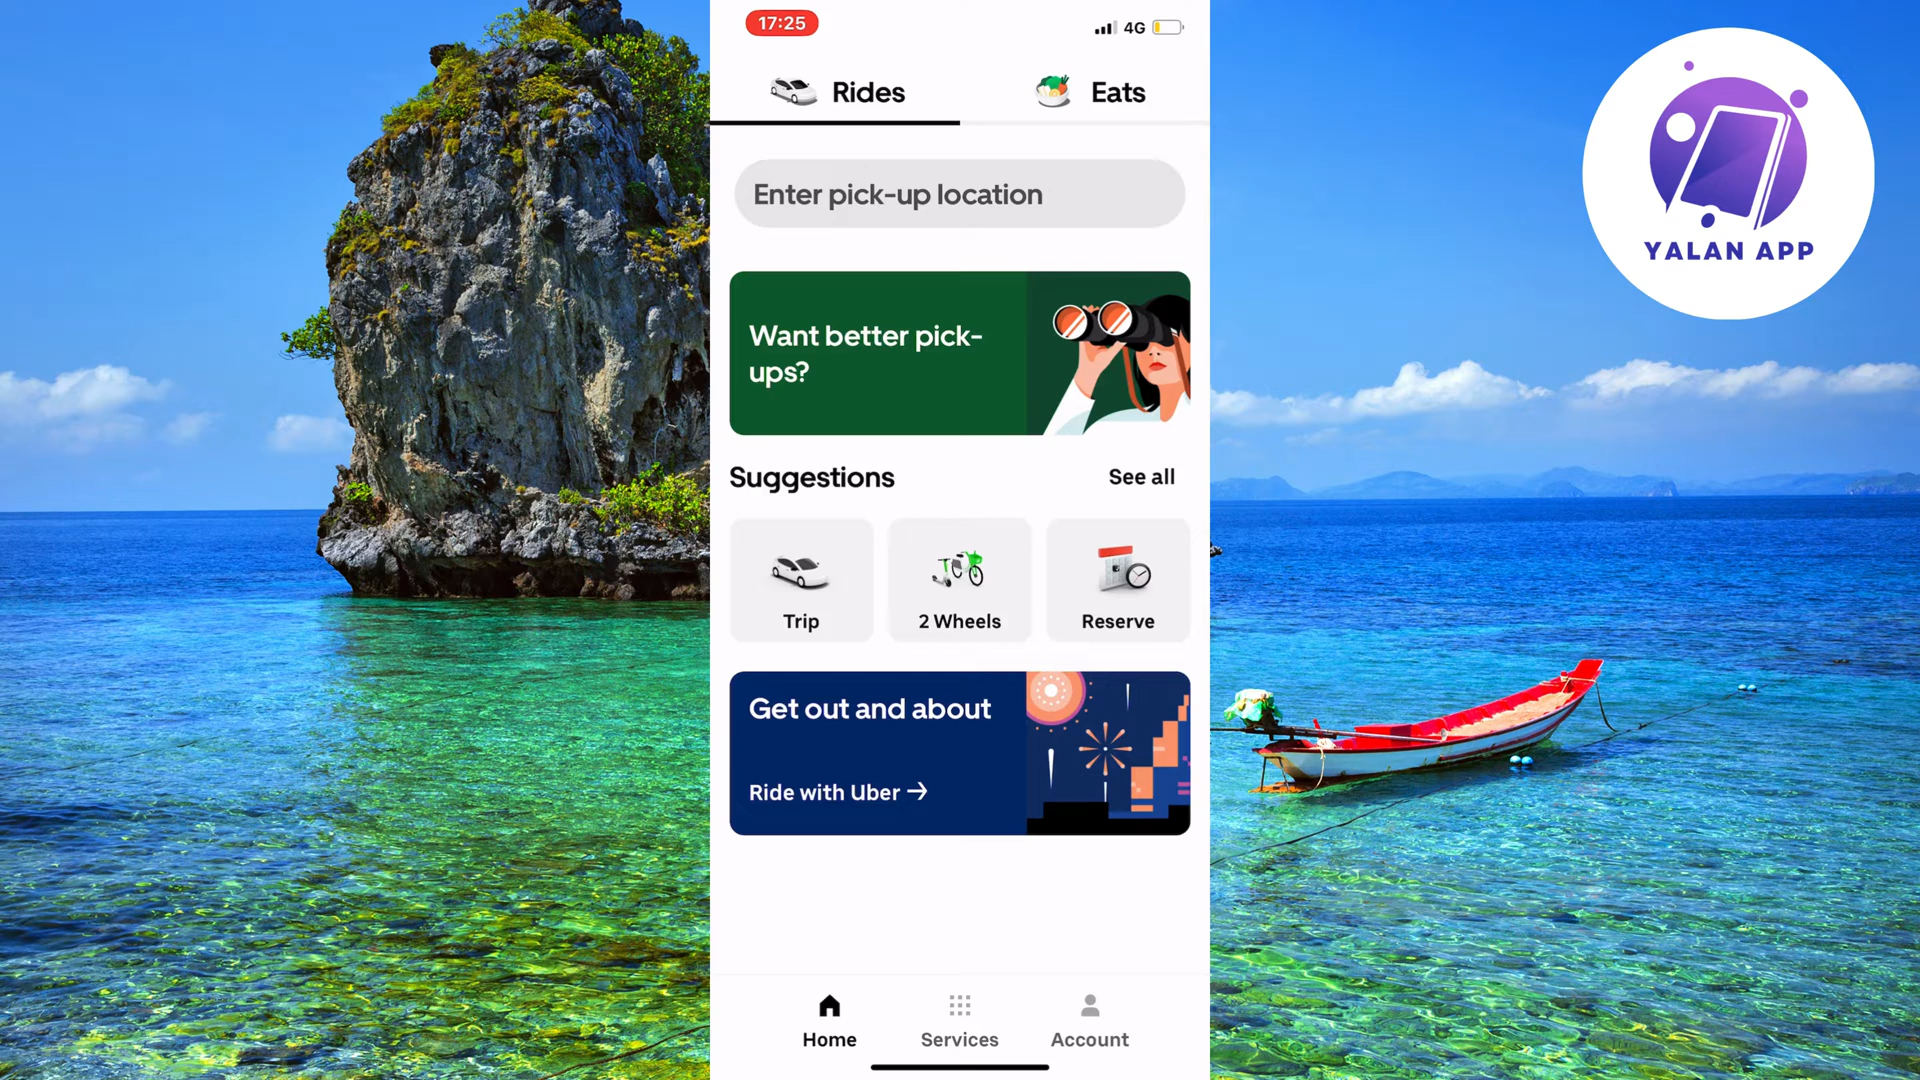 17:25
4G
Rides
Eats
Enter pick-up location
Want better pick-
ups?
Suggestions
See all
Trip
2 Wheels
Reserve
Get out and about
Ride with Uber →
Home
Services
Account
YALAN APP